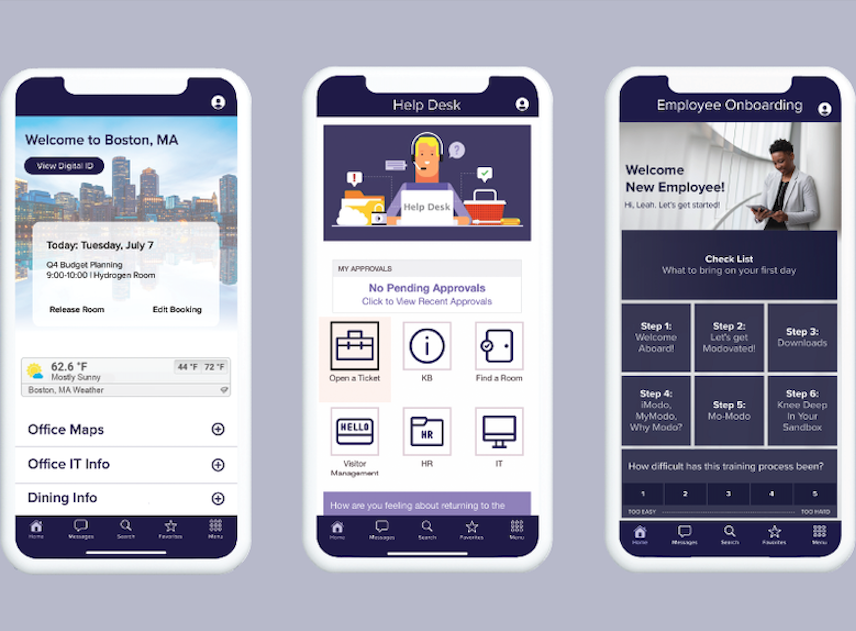 Welcome to Boston, MA
View Digital ID
Today: Tuesday, July 7
Q4 Budget Planning
9:00-10:00 | Hydrogen Room
Release Room
Edit Booking
62.6 °F
44 °F 72 °F
Mostly Sunny
Boston, MA Weather
Office Maps
Office IT Info
Dining Info
Home
Messages
Search
Favorites
Menu
Help Desk
Help Desk
MY APPROVALS
No Pending Approvals
Click to View Recent Approvals
Open a Ticket
KB
Find a Room
HELLO
HR
Visitor
Management
HR
IT
How are you feeling about returning to the
Home
Messages
Search
Favorites
Menu
Employee Onboarding
Welcome
New Employee!
Hi, Leah. Let's get started!
Check List
What to bring on your first day
Step 1:
Welcome
Aboard!
Step 2:
Let's get
Modovated!
Step 3:
Downloads
Step 4:
iModo,
MyModo,
Why Modo?
Step 5:
Mo-Modo
Step 6:
Knee Deep
In Your
Sandbox
How difficult has this training process been?
1
2
3
4
5
TOO EASY
TOO HARD
Home
Messages
Search
Favorites
Menu